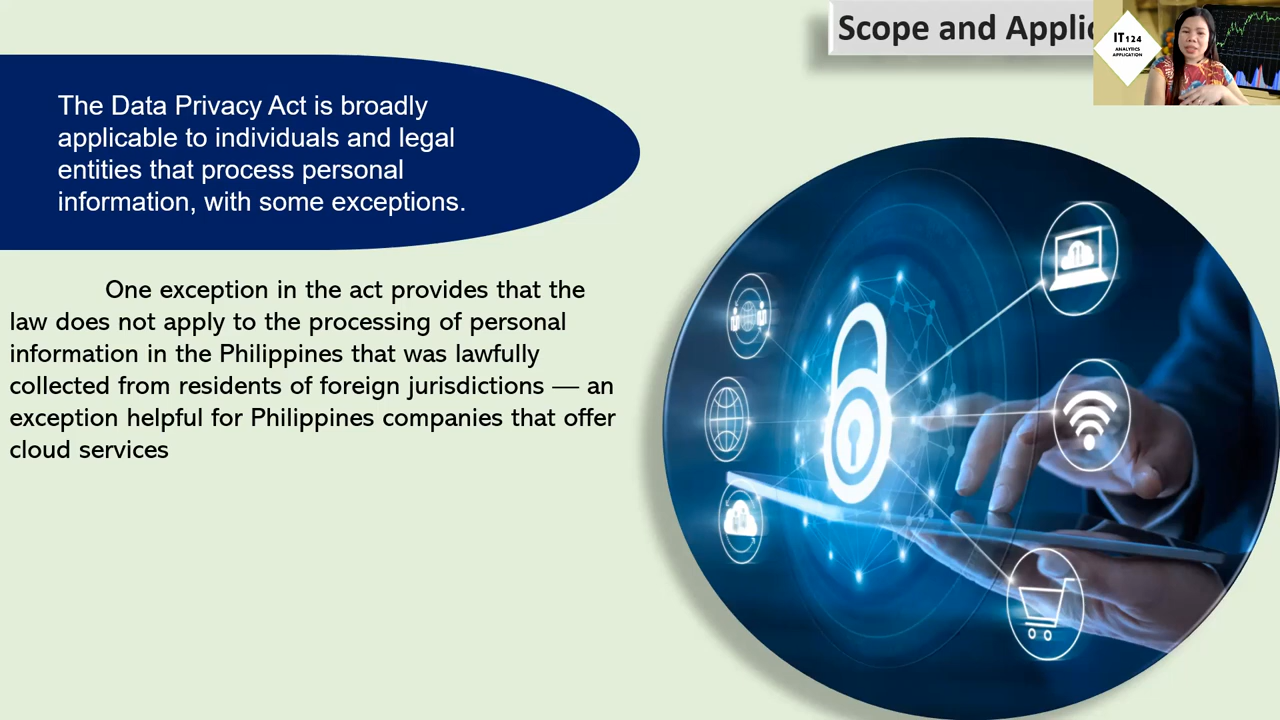 Scope and Applic
IT 124
ANALYTICS
APPLICATION
The Data Privacy Act is broadly
applicable to individuals and legal
entities that process personal
information, with some exceptions.
One exception in the act provides that the
law does not apply to the processing of personal
information in the Philippines that was lawfully
collected from residents of foreign jurisdictions — an
exception helpful for Philippines companies that offer
cloud services